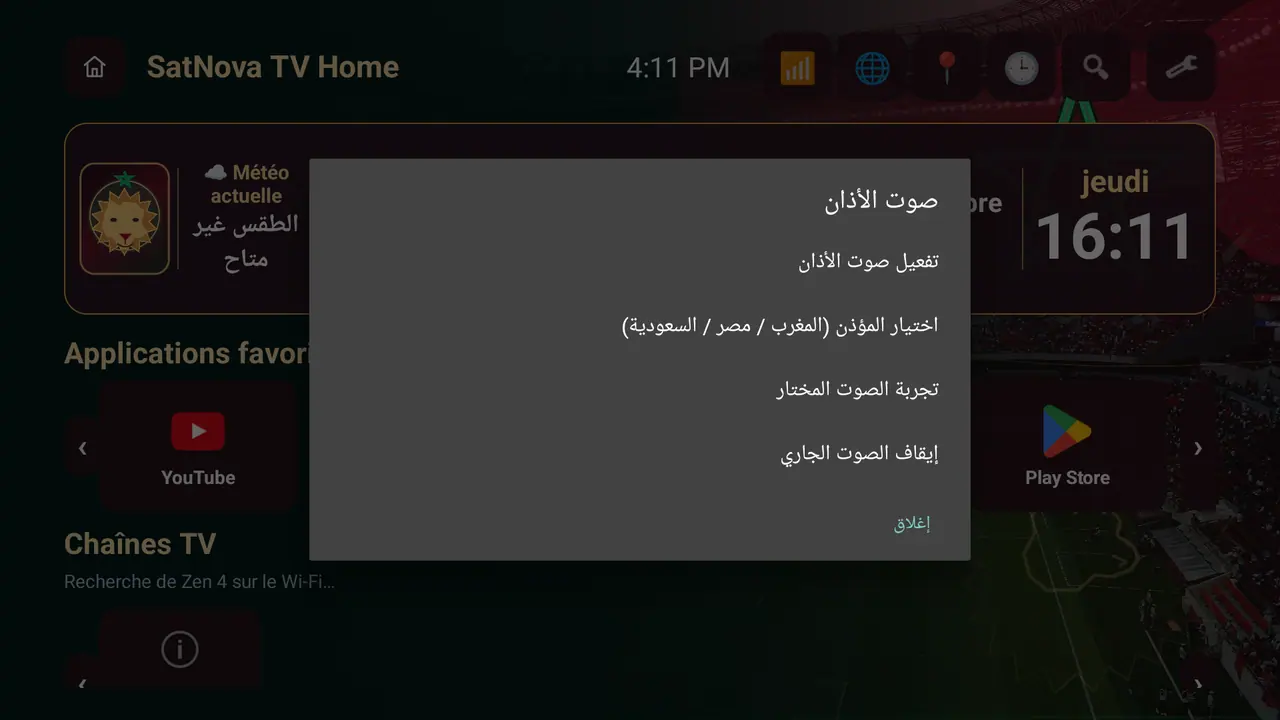 SatNova TV Home
4:11 PM
☁ Météo
actuelle
الطقس غير
متاح
jeudi
16:11
صوت الأذان
تفعيل صوت الأذان
اختيار المؤذن (المغرب / مصر / السعودية)
تجربة الصوت المختار
إيقاف الصوت الجاري
إغلاق
Applications favori
YouTube
Play Store
Chaînes TV
Recherche de Zen 4 sur le Wi-Fi…